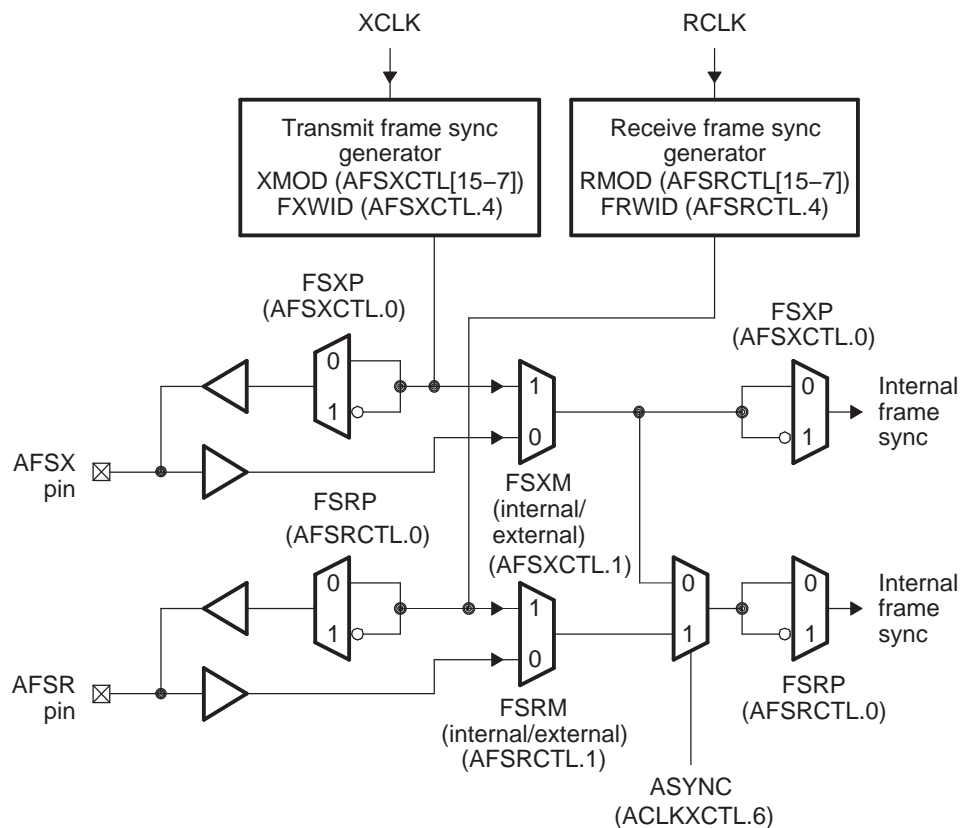 XCLK
RCLK
Transmit frame sync
generator
XMOD (AFSXCTL[15–7])
FXWID (AFSXCTL.4)
Receive frame sync
generator
RMOD (AFSRCTL[15–7])
FRWID (AFSRCTL.4)
FSXP
(AFSXCTL.0)
0
1
1
0
FSXP
(AFSXCTL.0)
0
1
Internal
frame
sync
AFSX
pin
FSXM
(internal/
external)
(AFSXCTL.1)
FSRP
(AFSRCTL.0)
0
1
1
0
0
1
0
1
Internal
frame
sync
AFSR
pin
FSRM
(internal/external)
(AFSRCTL.1)
FSRP
(AFSRCTL.0)
ASYNC
(ACLKXCTL.6)